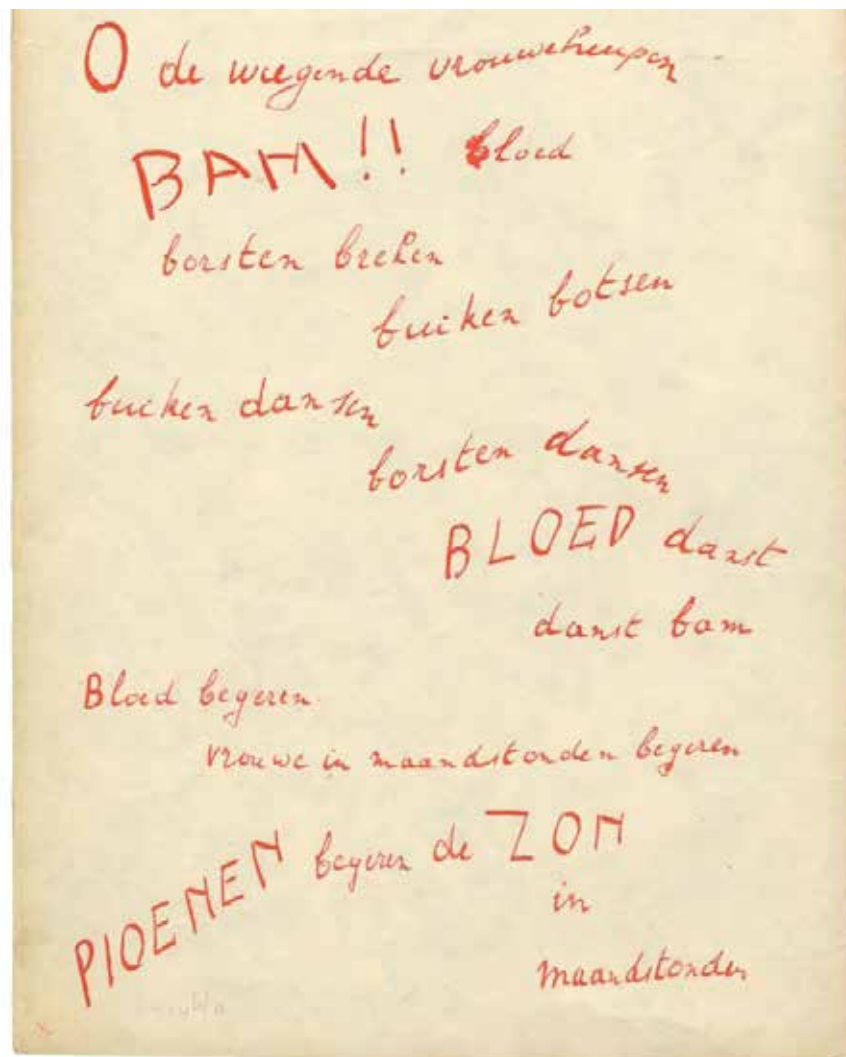 O de wiegende vrouweheupen
BAM!! bloed
borsten breken
buiken botsen
buiken dansen
borsten dansen
BLOED danst
danst bam
Bloed begeren
vrouwe in maandstonden begeren
PIOENEN begeren de ZON
in
maandstonden